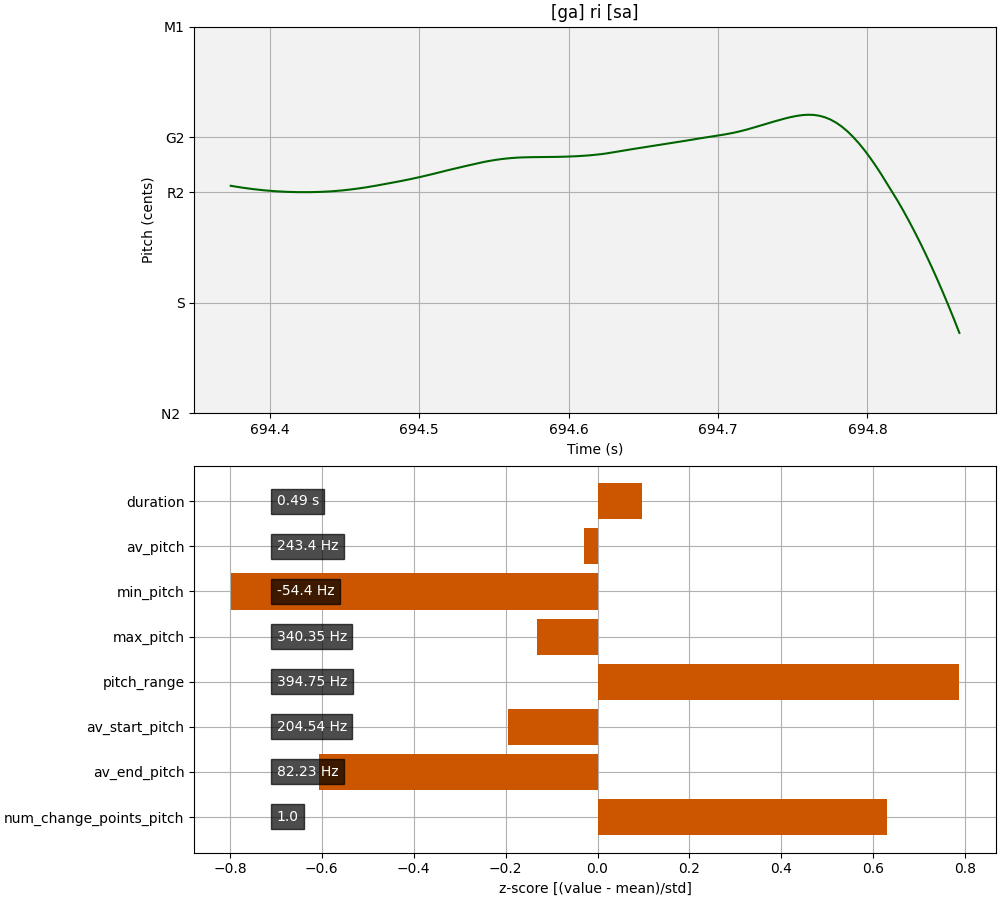 [ga] ri [sa]
M1
G2
R2
S
N2
Pitch (cents)
694.4 694.5 694.6 694.7 694.8
Time (s)
duration 0.49 s
av_pitch 243.4 Hz
min_pitch -54.4 Hz
max_pitch 340.35 Hz
pitch_range 394.75 Hz
av_start_pitch 204.54 Hz
av_end_pitch 82.23 Hz
num_change_points_pitch 1.0
−0.8 −0.6 −0.4 −0.2 0.0 0.2 0.4 0.6 0.8
z-score [(value - mean)/std]